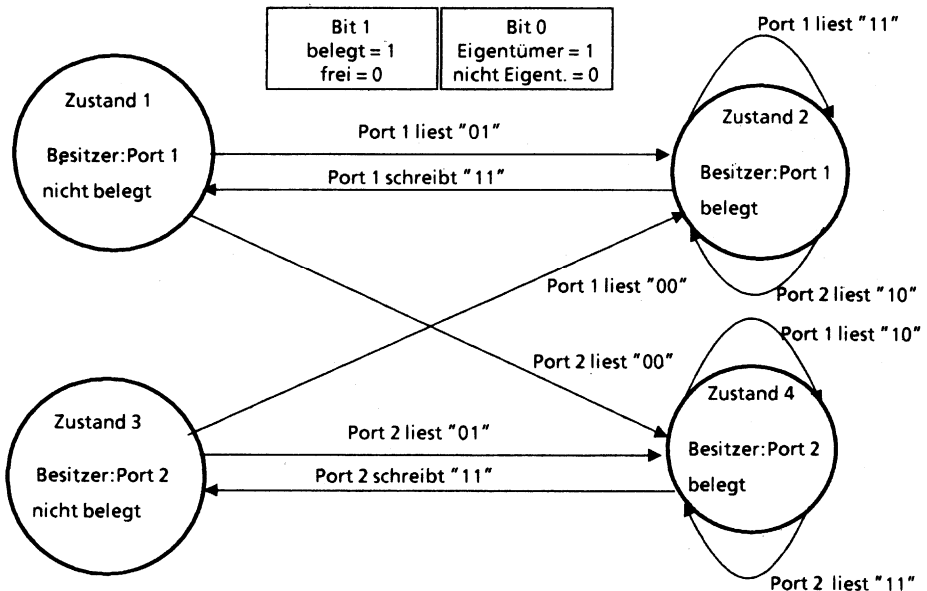 Bit 1
belegt = 1
frei = 0
Bit 0
Eigentümer = 1
nicht Eigent. = 0
Port 1 liest "11"
Zustand 1
Besitzer:Port 1
nicht belegt
Port 1 liest "01"
Port 1 schreibt "11"
Zustand 2
Besitzer:Port 1
belegt
Port 1 liest "00"
Port 2 liest "10"
Port 1 liest "10"
Port 2 liest "00"
Zustand 3
Besitzer:Port 2
nicht belegt
Port 2 liest "01"
Port 2 schreibt "11"
Zustand 4
Besitzer:Port 2
belegt
Port 2 liest "11"